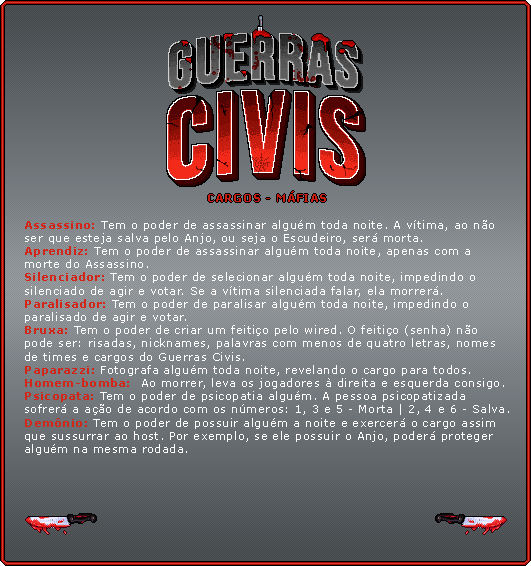 GUERRAS
CIVIS
CARGOS - MÁFIAS
Assassino: Tem o poder de assassinar alguém toda noite. A vítima, ao não
ser que esteja salva pelo Anjo, ou seja o Escudeiro, será morta.
Aprendiz: Tem o poder de assassinar alguém toda noite, apenas com a
morte do Assassino.
Silenciador: Tem o poder de selecionar alguém toda noite, impedindo o
silenciado de agir e votar. Se a vítima silenciada falar, ela morrerá.
Paralisador: Tem o poder de paralisar alguém toda noite, impedindo o
paralisado de agir e votar.
Bruxa: Tem o poder de criar um feitiço pelo wired. O feitiço (senha) não
pode ser: risadas, nicknames, palavras com menos de quatro letras, nomes
de times e cargos do Guerras Civis.
Paparazzi: Fotografa alguém toda noite, revelando o cargo para todos.
Homem-bomba: Ao morrer, leva os jogadores à direita e esquerda consigo.
Psicopata: Tem o poder de psicopatia alguém. A pessoa psicopatizada
sofrerá a ação de acordo com os números: 1, 3 e 5 - Morta | 2, 4 e 6 - Salva.
Demônio: Tem o poder de possuir alguém a noite e exercerá o cargo assim
que sussurrar ao host. Por exemplo, se ele possuir o Anjo, poderá proteger
alguém na mesma rodada.